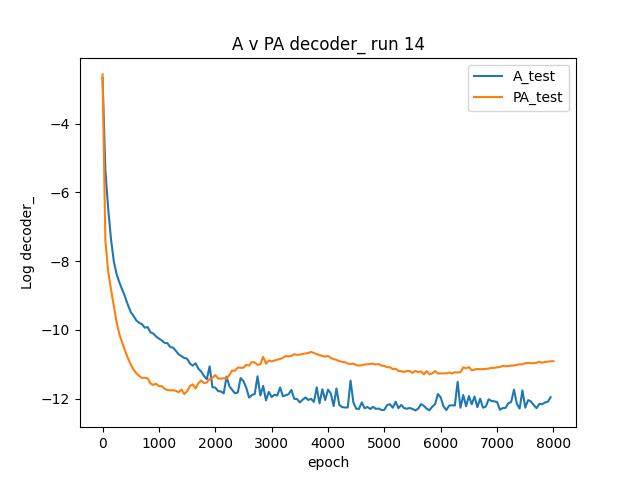 A v PA decoder_ run 14
A_test
PA_test
Log decoder_
−4
−6
−8
−10
−12
0 1000 2000 3000 4000 5000 6000 7000 8000
epoch